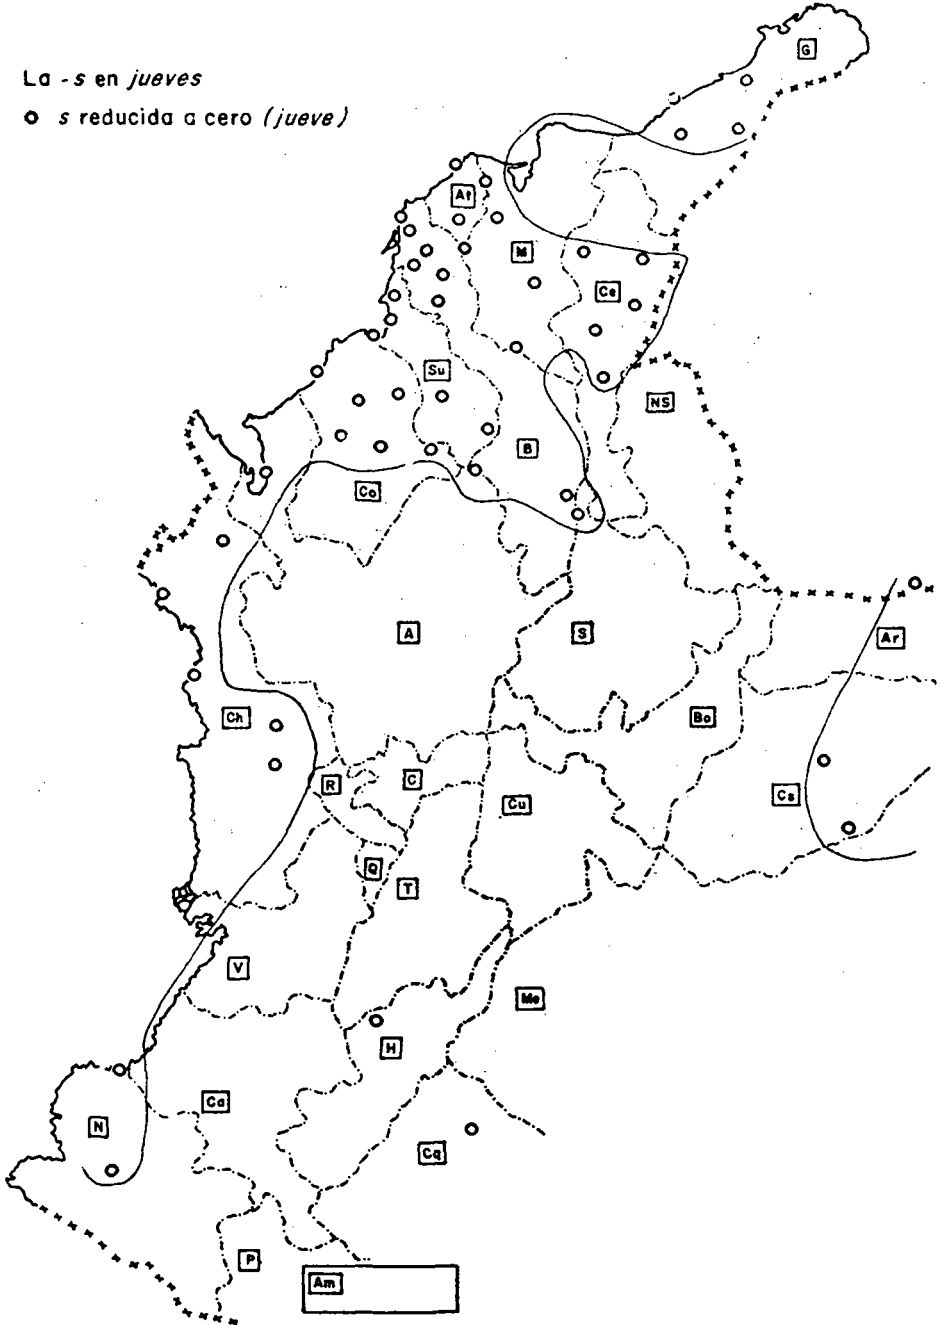 La -s en jueves
o s reducida a cero (jueve)
G
At
M
Ce
Su
NS
B
Co
A
S
Ar
Ch
Bo
R
C
Cu
Cs
Q
T
V
Me
H
Ca
N
Cq
P
Am